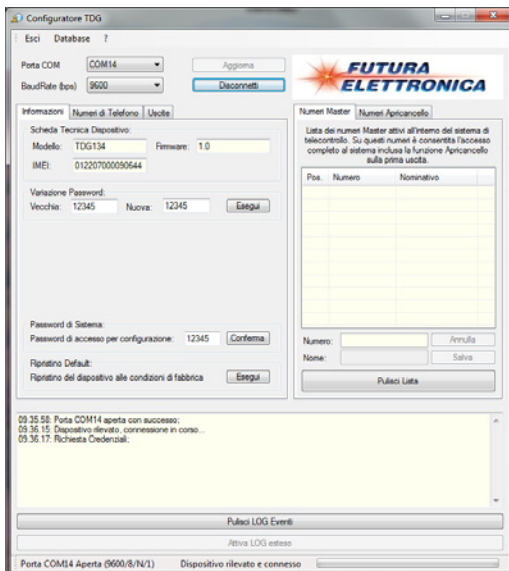 Configuratore TDG
Esci Database ?
Porta COM COM14 Aggiorna
BaudRate (bps) 9600 Disconnetti
FUTURA
ELETTRONICA
Informazioni Numeri di Telefono Uscite
Scheda Tecnica Dispositivo:
Modello: TDG134 Firmware: 1.0
IMEI: 012207000090644
Variazione Password:
Vecchia: 12345 Nuova: 12345 Esegui
Password di Sistema:
Password di accesso per configurazione: 12345 Conferma
Ripristino Default:
Ripristino del dispositivo alle condizioni di fabbrica Esegui
Numeri Master Numeri Apricancello
Lista dei numeri Master attivi all'interno del sistema di
telecontrollo. Su questi numeri è consentita l'accesso
completo al sistema inclusa la funzione Apricancello
sulla prima uscita.
Pos. Numero Nominativo
Numero: Annulla
Nome: Salva
Pulisci Lista
09.35.58: Porta COM14 aperta con successo;
09.36.15: Dispositivo rilevato, connessione in corso...
09.36.17: Richiesta Credenziali;
Pulisci LOG Eventi
Attiva LOG esteso
Porta COM14 Aperta (9600/8/N/1) Dispositivo rilevato e connesso